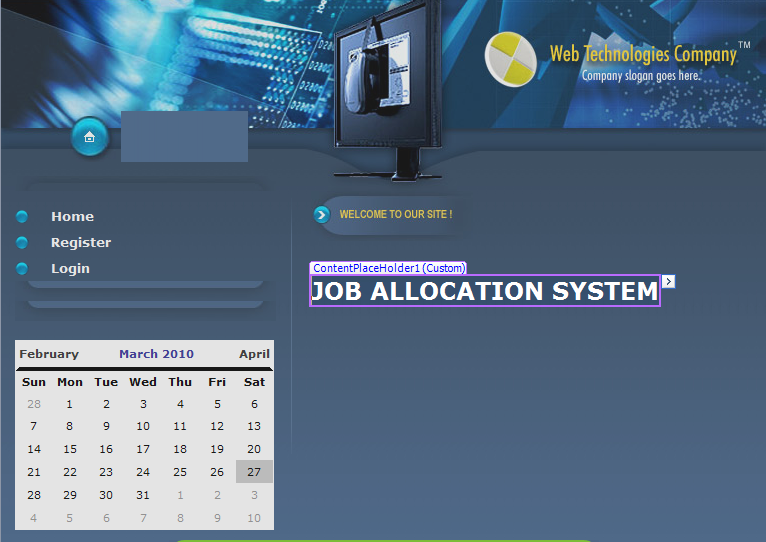 Web Technologies Company TM
Company slogan goes here.
Home
Register
Login
WELCOME TO OUR SITE !
ContentPlaceHolder1 (Custom)
JOB ALLOCATION SYSTEM
February March 2010 April
Sun Mon Tue Wed Thu Fri Sat
28 1 2 3 4 5 6
7 8 9 10 11 12 13
14 15 16 17 18 19 20
21 22 23 24 25 26 27
28 29 30 31 1 2 3
4 5 6 7 8 9 10